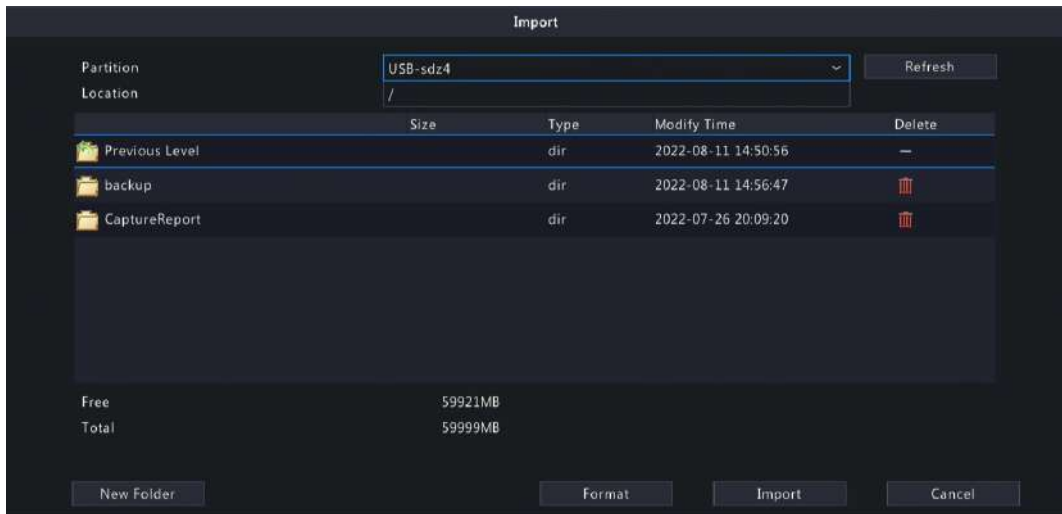 Import
Partition USB-sdz4 Refresh
Location /
Size Type Modify Time Delete
Previous Level dir 2022-08-11 14:50:56 —
backup dir 2022-08-11 14:56:47
CaptureReport dir 2022-07-26 20:09:20
Free 59921MB
Total 59999MB
New Folder Format Import Cancel